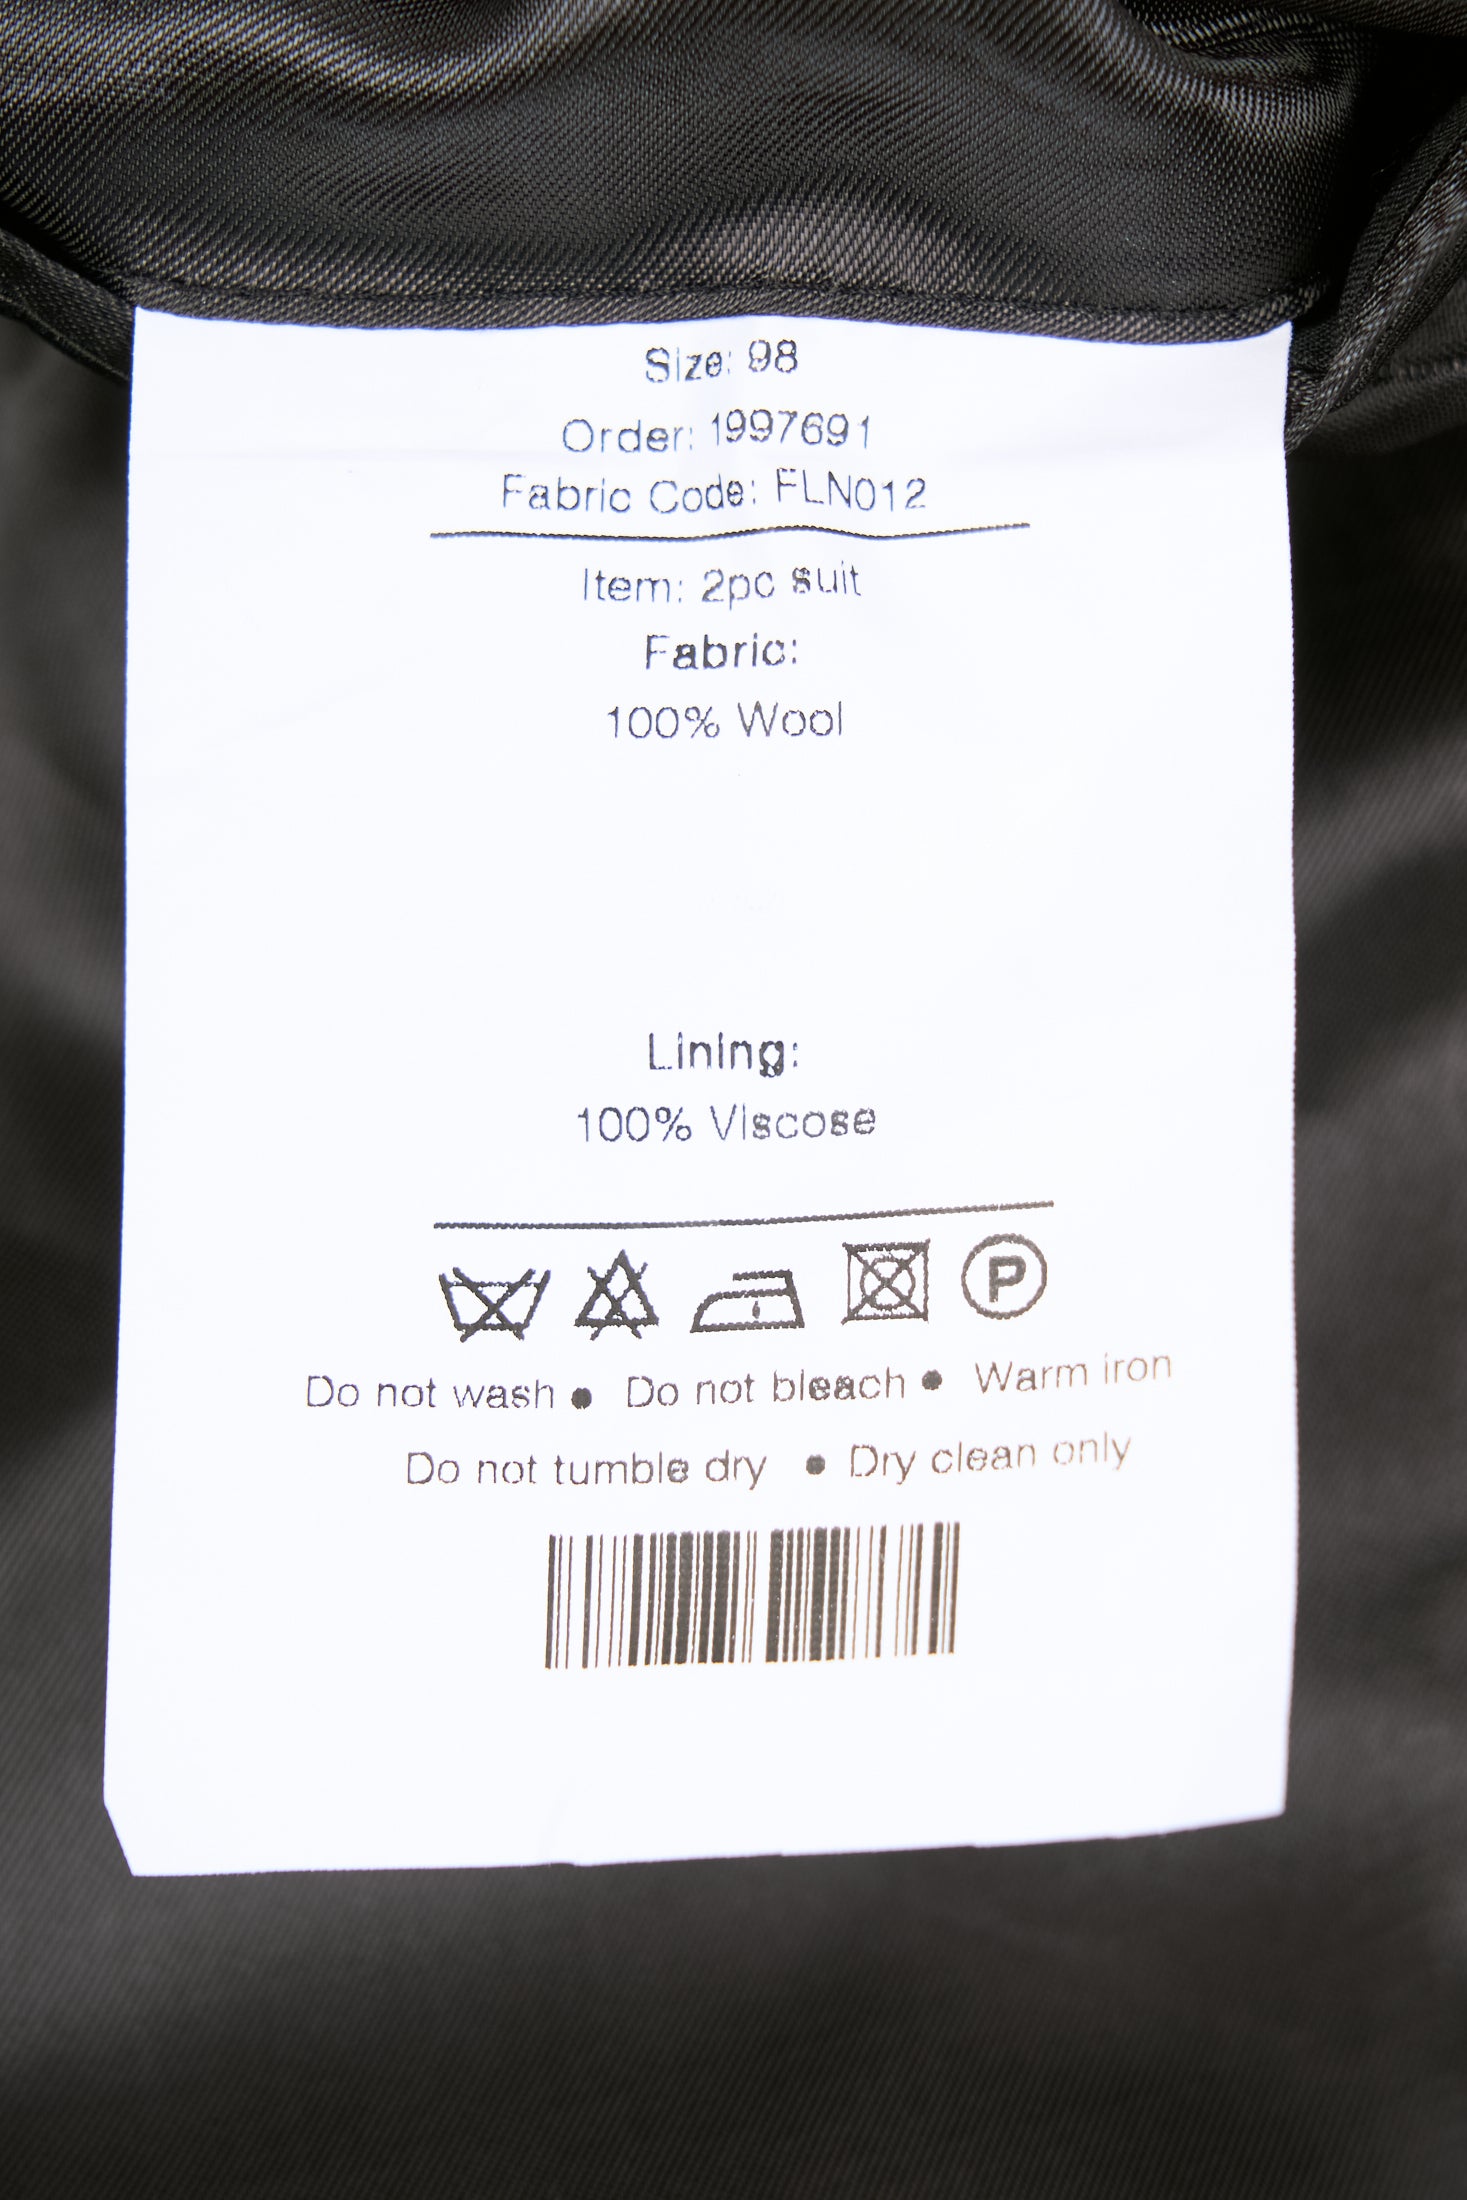 Size: 98
Order: 1997691
Fabric Code: FLN012
Item: 2pc suit
Fabric:
100% Wool
Lining:
100% Viscose
P
Do not wash • Do not bleach • Warm iron
Do not tumble dry • Dry clean only